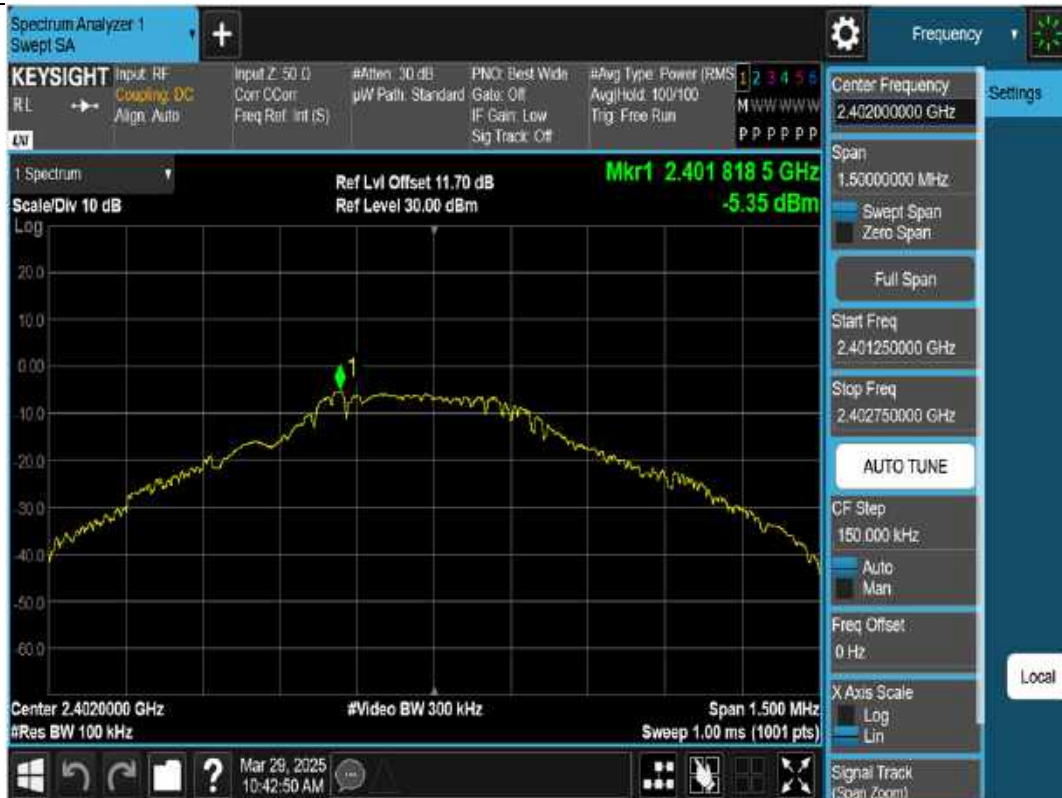 Spectrum Analyzer 1
Swept SA
Frequency
KEYSIGHT
RL
Input: RF
Coupling: DC
Align: Auto
Input Z: 50 Ω
Corr CCorr
Freq Ref: Int (S)
#Atten: 30 dB
µW Path: Standard
PNO: Best Wide
Gate: Off
IF Gain: Low
Sig Track: Off
#Avg Type: Power (RMS
Avg|Hold: 100/100
Trig: Free Run
1 2 3 4 5 6
M W W W W W
P P P P P P
1 Spectrum
Scale/Div 10 dB
Log
Ref Lvl Offset 11.70 dB
Ref Level 30.00 dBm
Mkr1 2.401 818 5 GHz
-5.35 dBm
20.0
10.0
0.00
-10.0
-20.0
-30.0
-40.0
-50.0
-60.0
1
Center 2.4020000 GHz
#Res BW 100 kHz
#Video BW 300 kHz
Span 1.500 MHz
Sweep 1.00 ms (1001 pts)
Mar 29, 2025
10:42:50 AM
Center Frequency
2.402000000 GHz
Settings
Span
1.50000000 MHz
Swept Span
Zero Span
Full Span
Start Freq
2.401250000 GHz
Stop Freq
2.402750000 GHz
AUTO TUNE
CF Step
150.000 kHz
Auto
Man
Freq Offset
0 Hz
Local
X Axis Scale
Log
Lin
Signal Track
(Span Zoom)